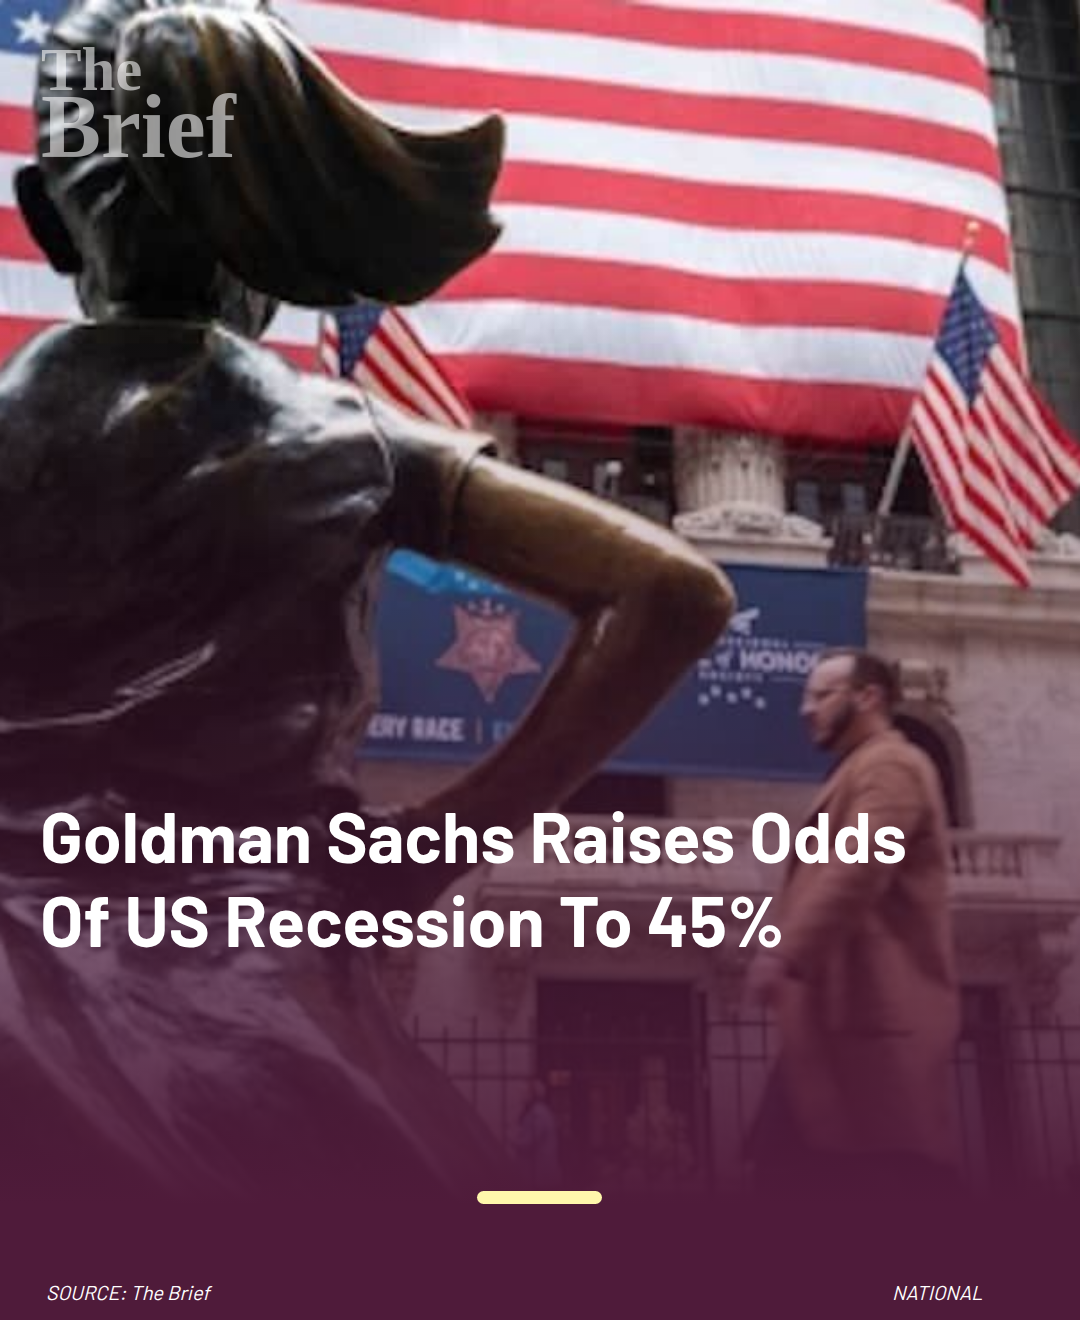 The
Brief
ERY RACE |
HONO
Goldman Sachs Raises Odds
Of US Recession To 45%
SOURCE: The Brief
NATIONAL